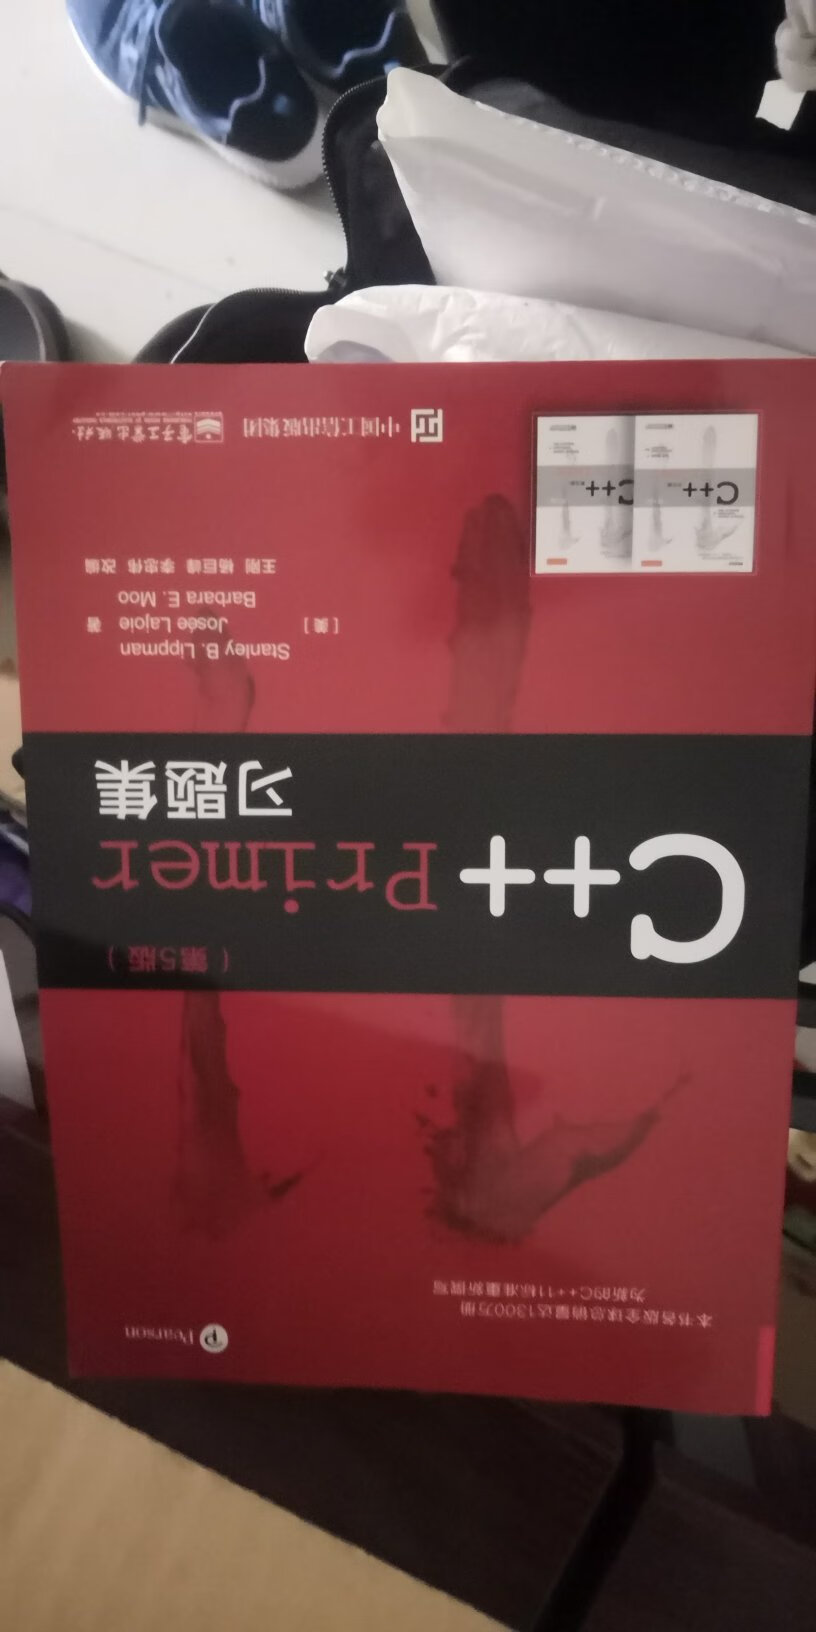 Pearson
本书各版全球总销量达1300万册
为新的C++11标准重新撰写
（第5版）
C++ Primer
习题集
Stanley B. Lippman
[美] Josée Lajoie 著
Barbara E. Moo
王刚 杨巨峰 李忠伟 改编
C++
C++
中国工信出版集团
电子工业出版社